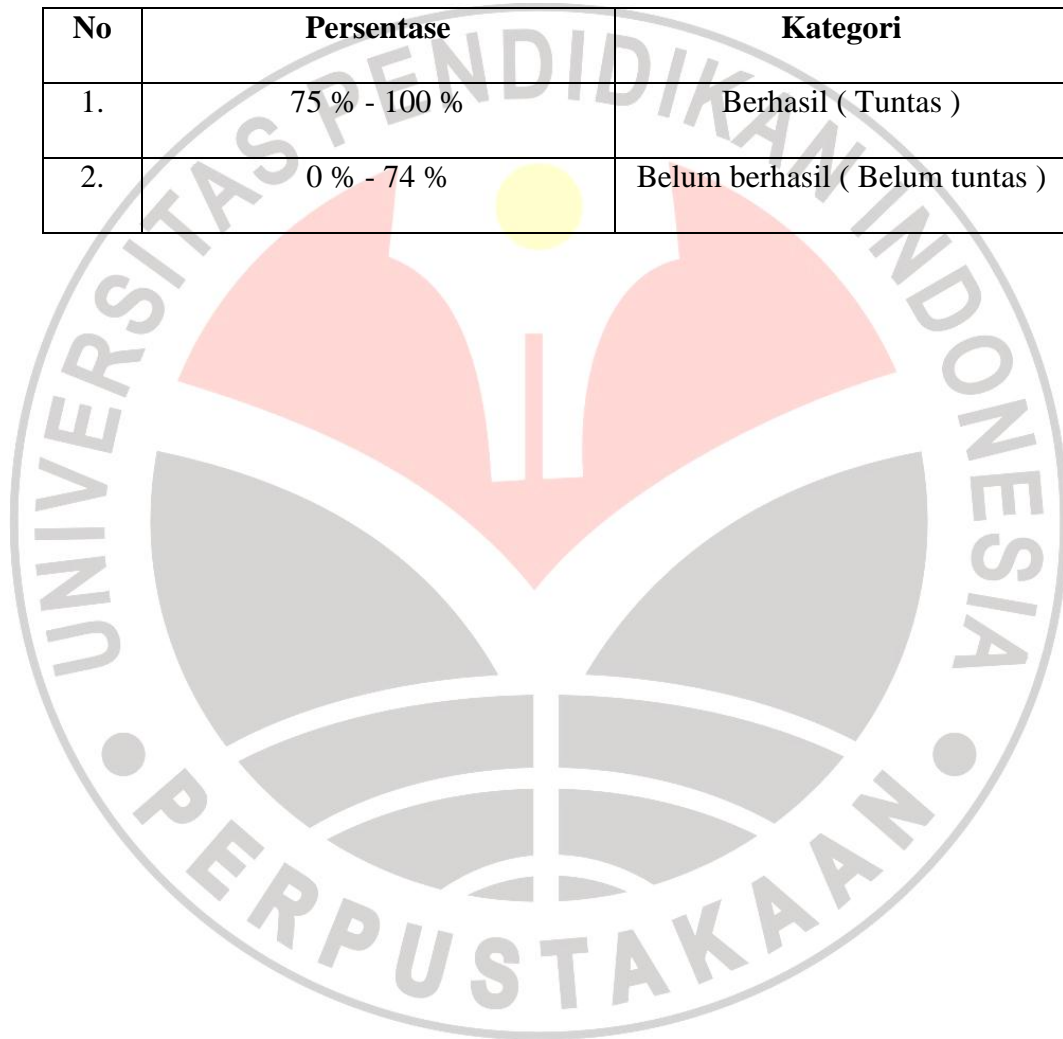 No Persentase Kategori
1. 75 % - 100 % Berhasil ( Tuntas )
2. 0 % - 74 % Belum berhasil ( Belum tuntas )
UNIVERSITAS PENDIDIKAN INDONESIA
PERPUSTAKAAN